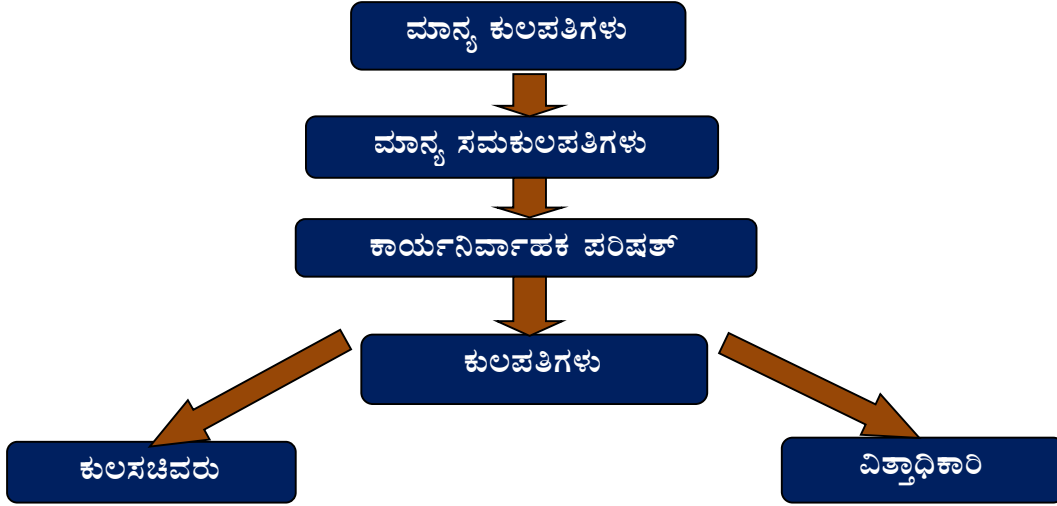 ಮಾನ್ಯ ಕುಲಪತಿಗಳು
ಮಾನ್ಯ ಸಮಕುಲಪತಿಗಳು
ಕಾರ್ಯನಿರ್ವಾಹಕ ಪರಿಷತ್
ಕುಲಪತಿಗಳು
ಕುಲಸಚಿವರು
ವಿತ್ತಾಧಿಕಾರಿ